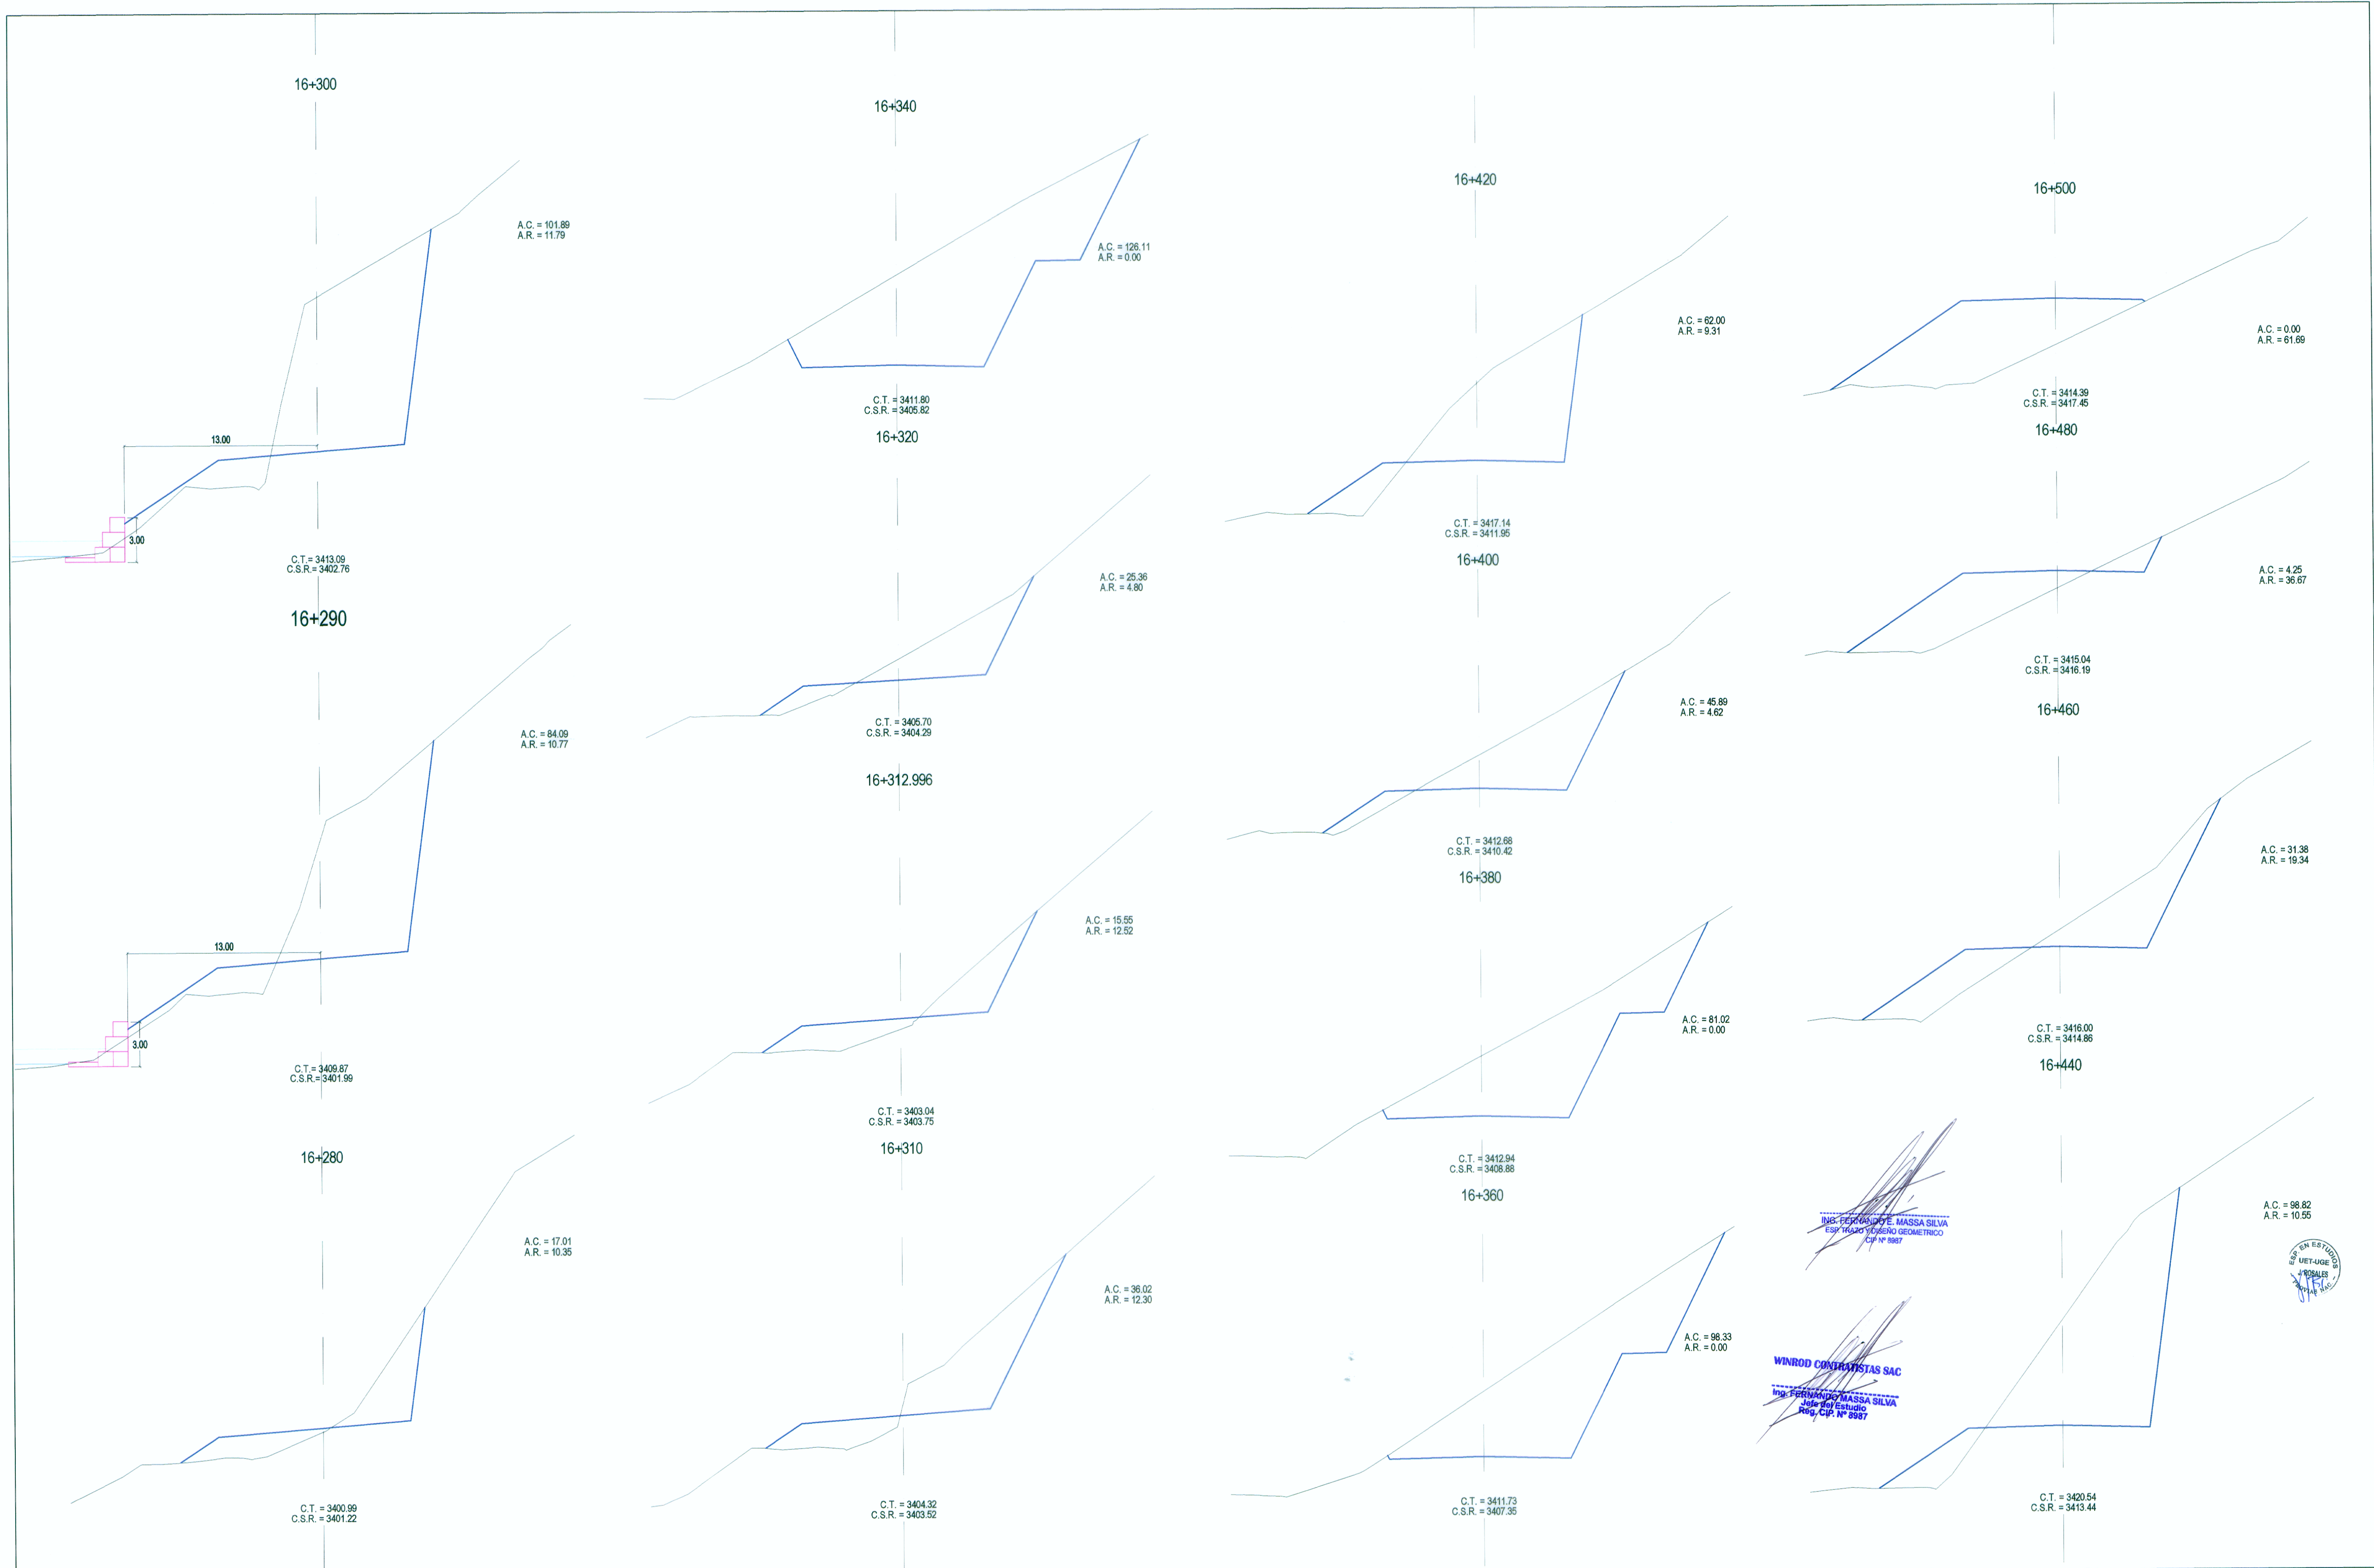 16+300
A.C. = 101.89
A.R. = 11.79
13.00
3.00
C.T.= 3413.09
C.S.R.= 3402.76
16+290
A.C. = 84.09
A.R. = 10.77
13.00
3.00
C.T.= 3409.87
C.S.R.= 3401.99
16+280
A.C. = 17.01
A.R. = 10.35
C.T. = 3400.99
C.S.R. = 3401.22
16+340
A.C. = 126.11
A.R. = 0.00
C.T. = 3411.80
C.S.R. = 3405.82
16+320
A.C. = 25.36
A.R. = 4.80
C.T. = 3405.70
C.S.R. = 3404.29
16+312.996
A.C. = 15.55
A.R. = 12.52
C.T. = 3403.04
C.S.R. = 3403.75
16+310
A.C. = 36.02
A.R. = 12.30
C.T. = 3404.32
C.S.R. = 3403.52
16+420
A.C. = 62.00
A.R. = 9.31
C.T. = 3417.14
C.S.R. = 3411.95
16+400
A.C. = 45.89
A.R. = 4.62
C.T. = 3412.68
C.S.R. = 3410.42
16+380
A.C. = 81.02
A.R. = 0.00
C.T. = 3412.94
C.S.R. = 3408.88
16+360
A.C. = 98.33
A.R. = 0.00
C.T. = 3411.73
C.S.R. = 3407.35
16+500
A.C. = 0.00
A.R. = 61.69
C.T. = 3414.39
C.S.R. = 3417.45
16+480
A.C. = 4.25
A.R. = 36.67
C.T. = 3415.04
C.S.R. = 3416.19
16+460
A.C. = 31.38
A.R. = 19.34
C.T. = 3416.00
C.S.R. = 3414.86
16+440
A.C. = 98.82
A.R. = 10.55
C.T. = 3420.54
C.S.R. = 3413.44
ING. FERNANDO E. MASSA SILVA
ESP. TRAZO Y DISEÑO GEOMETRICO
CIP Nº 8987
WINROD CONTRATISTAS SAC
Ing. FERNANDO MASSA SILVA
Jefe del Estudio
Reg. CIP. Nº 8987
ESP. EN ESTUDIOS
UET-UGE
J. ROSALES